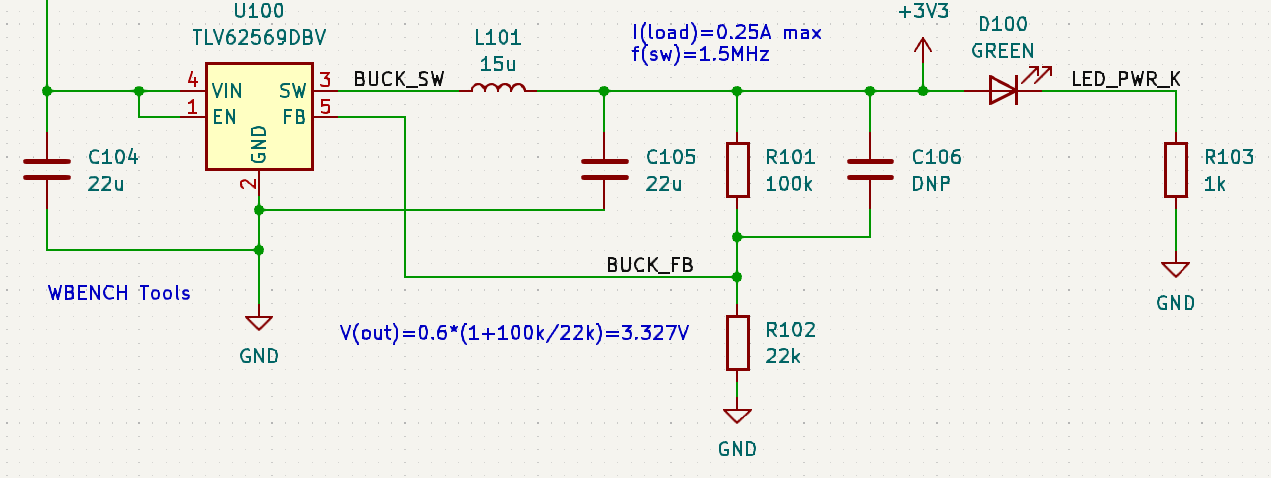 U100
TLV62569DBV
4
VIN
SW
3
1
EN
FB
5
GND
2
BUCK_SW
L101
15u
I(load)=0.25A max
f(sw)=1.5MHz
+3V3
D100
GREEN
LED_PWR_K
C104
22u
C105
22u
R101
100k
C106
DNP
R103
1k
BUCK_FB
WBENCH Tools
GND
V(out)=0.6*(1+100k/22k)=3.327V
R102
22k
GND
GND